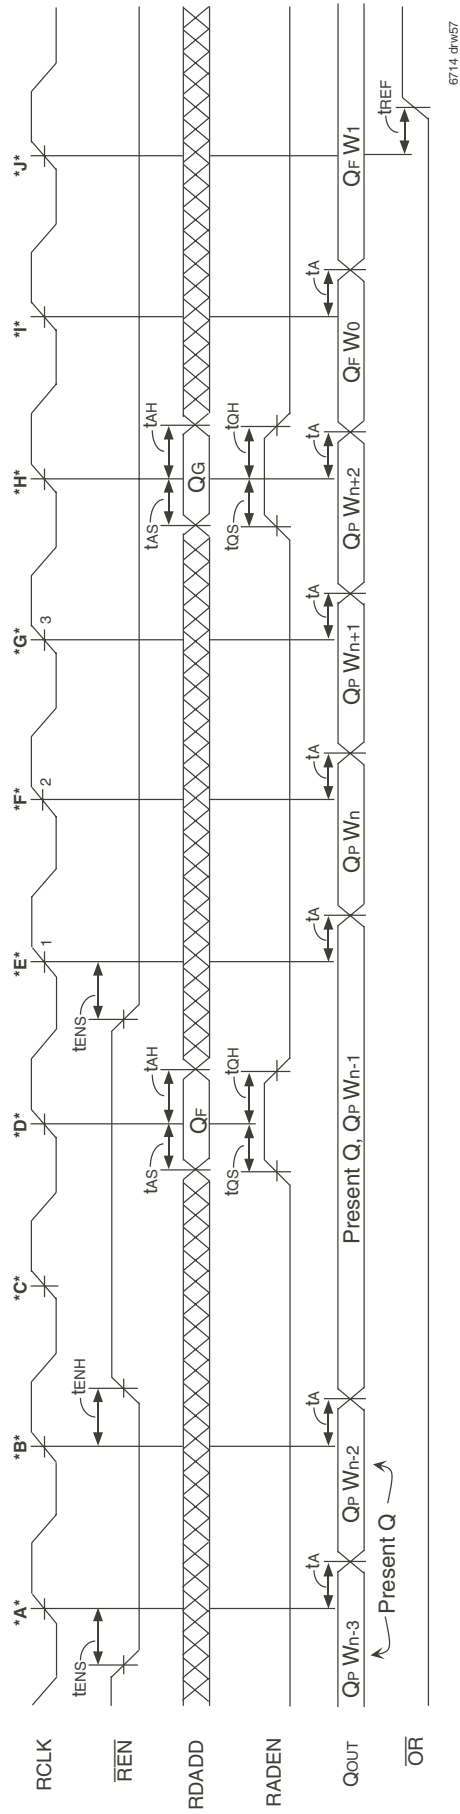 *A* *B* *C* *D* *E* *F* *G* *H* *I* *J*
RCLK 1 2 3
tENS tENH tENS
REN
tAS tAH tAS tAH
RDADD QF QG
tQS tQH tQS tQH
RADEN
tA tA tA tA tA tA tA
QOUT QP Wn-3 QP Wn-2 Present Q, QP Wn-1 QP Wn QP Wn+1 QP Wn+2 QF W0 QF W1
Present Q
tREF
OR
6714 drw57